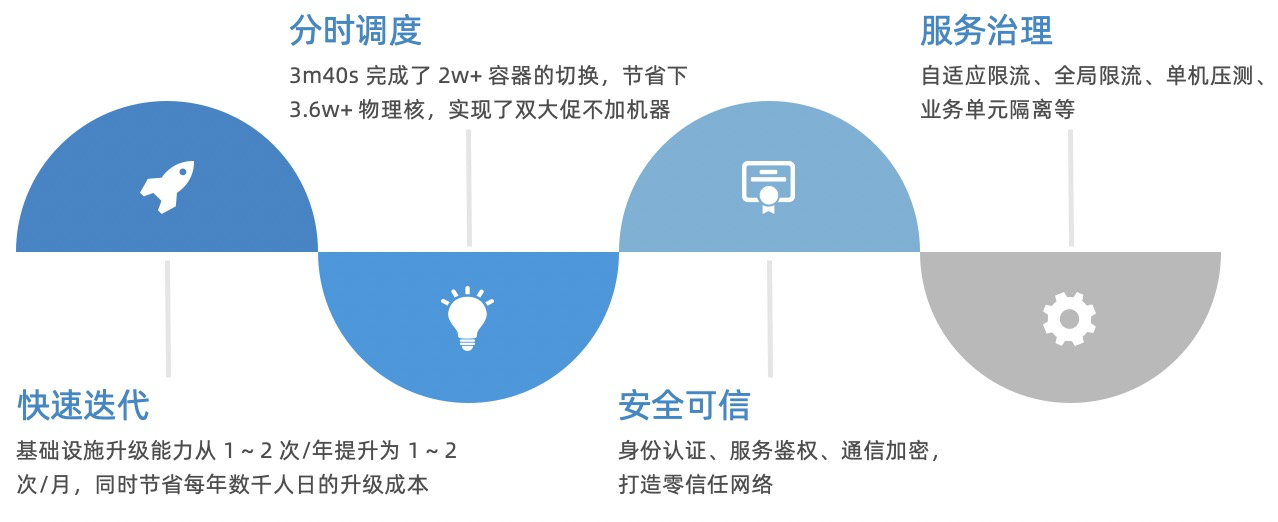 分时调度
3m40s 完成了 2w+ 容器的切换，节省下
3.6w+ 物理核，实现了双大促不加机器
服务治理
自适应限流、全局限流、单机压测、
业务单元隔离等
快速迭代
基础设施升级能力从 1 ~ 2 次/年提升为 1 ~ 2
次/月，同时节省每年数千人日的升级成本
安全可信
身份认证、服务鉴权、通信加密，
打造零信任网络